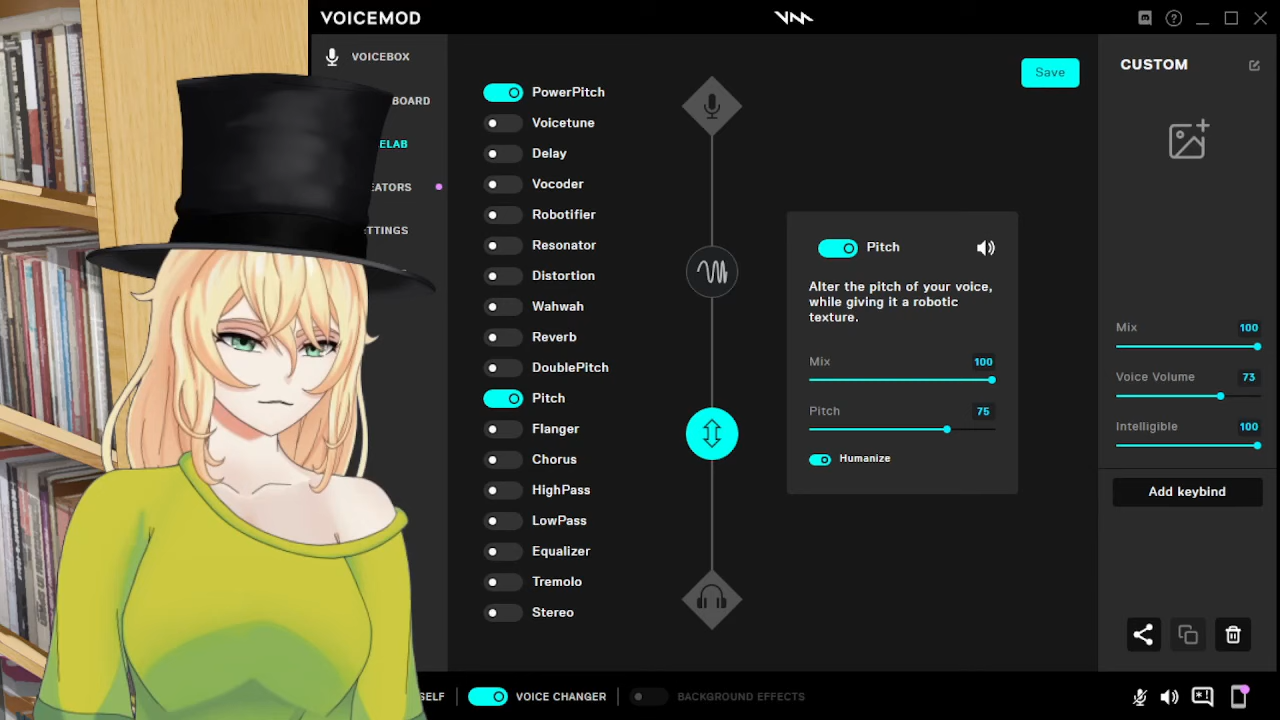 VOICEMOD
VOICEBOX
BOARD
ELAB
EATORS
TTINGS
PowerPitch
Voicetune
Delay
Vocoder
Robotifier
Resonator
Distortion
Wahwah
Reverb
DoublePitch
Pitch
Flanger
Chorus
HighPass
LowPass
Equalizer
Tremolo
Stereo
Save
Pitch
Alter the pitch of your voice,
while giving it a robotic
texture.
Mix 100
Pitch 75
Humanize
CUSTOM
Mix 100
Voice Volume 73
Intelligible 100
Add keybind
SELF
VOICE CHANGER
BACKGROUND EFFECTS